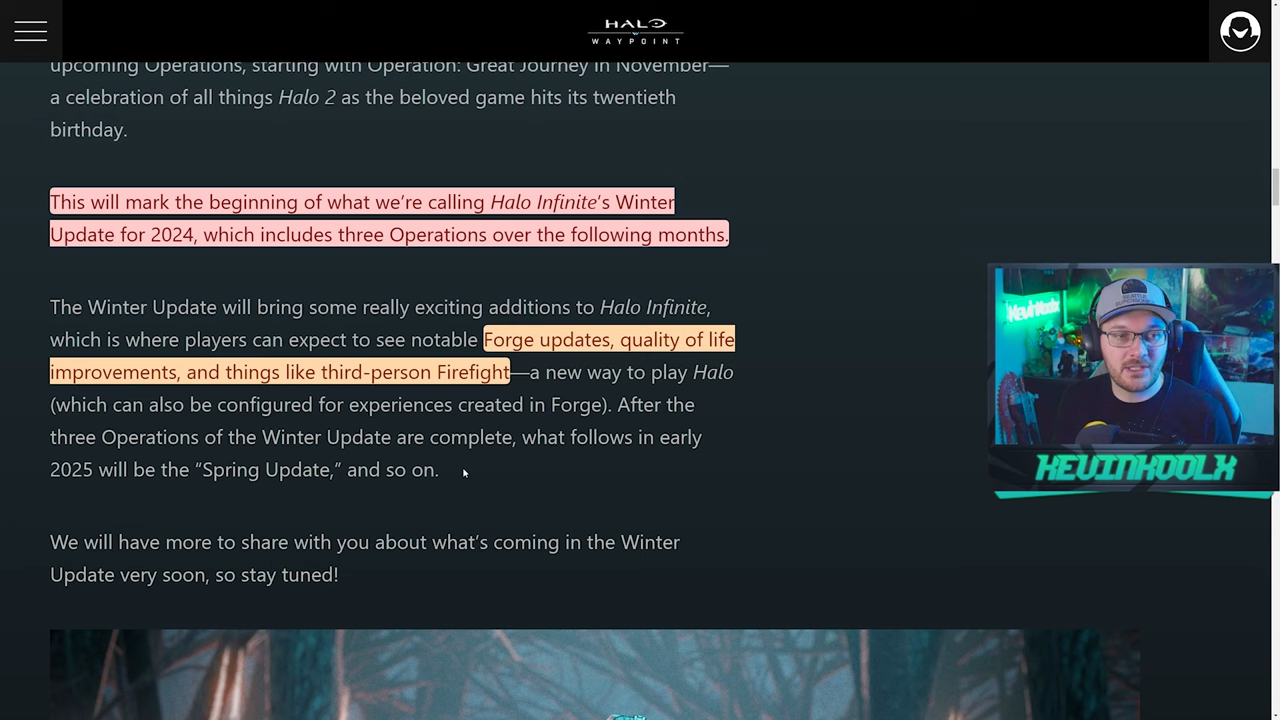 HALO
WAYPOINT
upcoming Operations, starting with Operation: Great Journey in November—
a celebration of all things Halo 2 as the beloved game hits its twentieth
birthday.
This will mark the beginning of what we’re calling Halo Infinite’s Winter
Update for 2024, which includes three Operations over the following months.
The Winter Update will bring some really exciting additions to Halo Infinite,
which is where players can expect to see notable Forge updates, quality of life
improvements, and things like third-person Firefight—a new way to play Halo
(which can also be configured for experiences created in Forge). After the
three Operations of the Winter Update are complete, what follows in early
2025 will be the “Spring Update,” and so on.
We will have more to share with you about what’s coming in the Winter
Update very soon, so stay tuned!
KevinKoolx
KEVINKOOLX